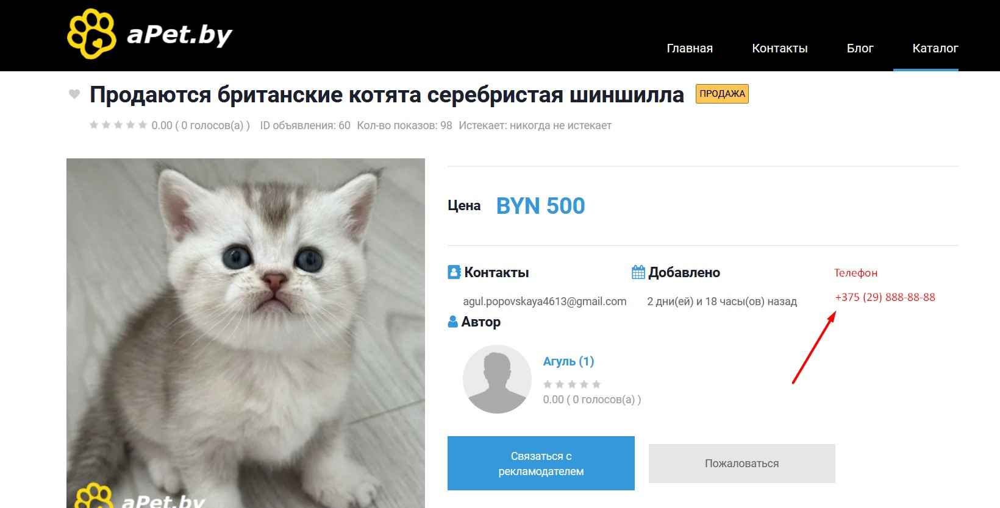 aPet.by
Главная Контакты Блог Каталог
Продаются британские котята серебристая шиншилла ПРОДАЖА
0.00 ( 0 голосов(а) ) ID объявления: 60 Кол-во показов: 98 Истекает: никогда не истекает
Цена BYN 500
Контакты
agul.popovskaya4613@gmail.com
Добавлено
2 дни(ей) и 18 часы(ов) назад
Телефон
+375 (29) 888-88-88
Автор
Агуль (1)
0.00 ( 0 голосов(а) )
Связаться с
рекламодателем
Пожаловаться
aPet.by